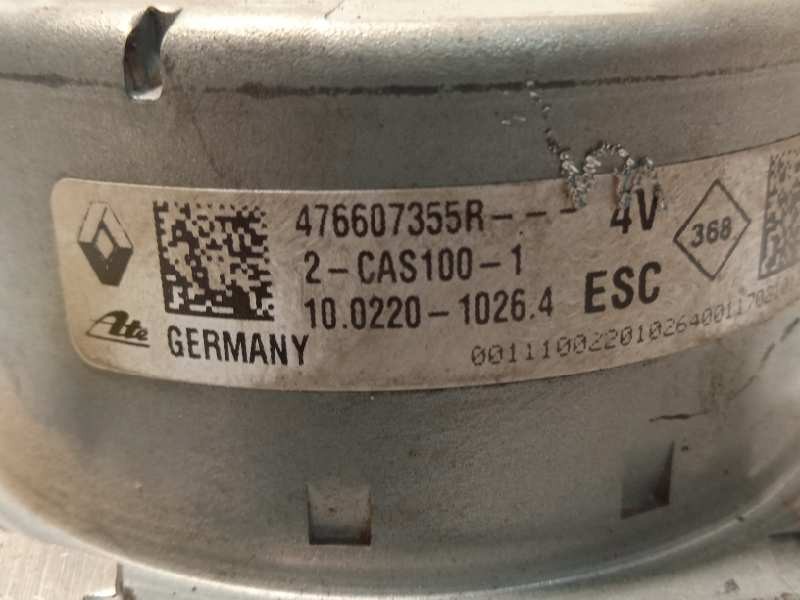 476607355R--- 4V
368
2-CAS100-1
10.0220-1026.4 ESC
Ate GERMANY